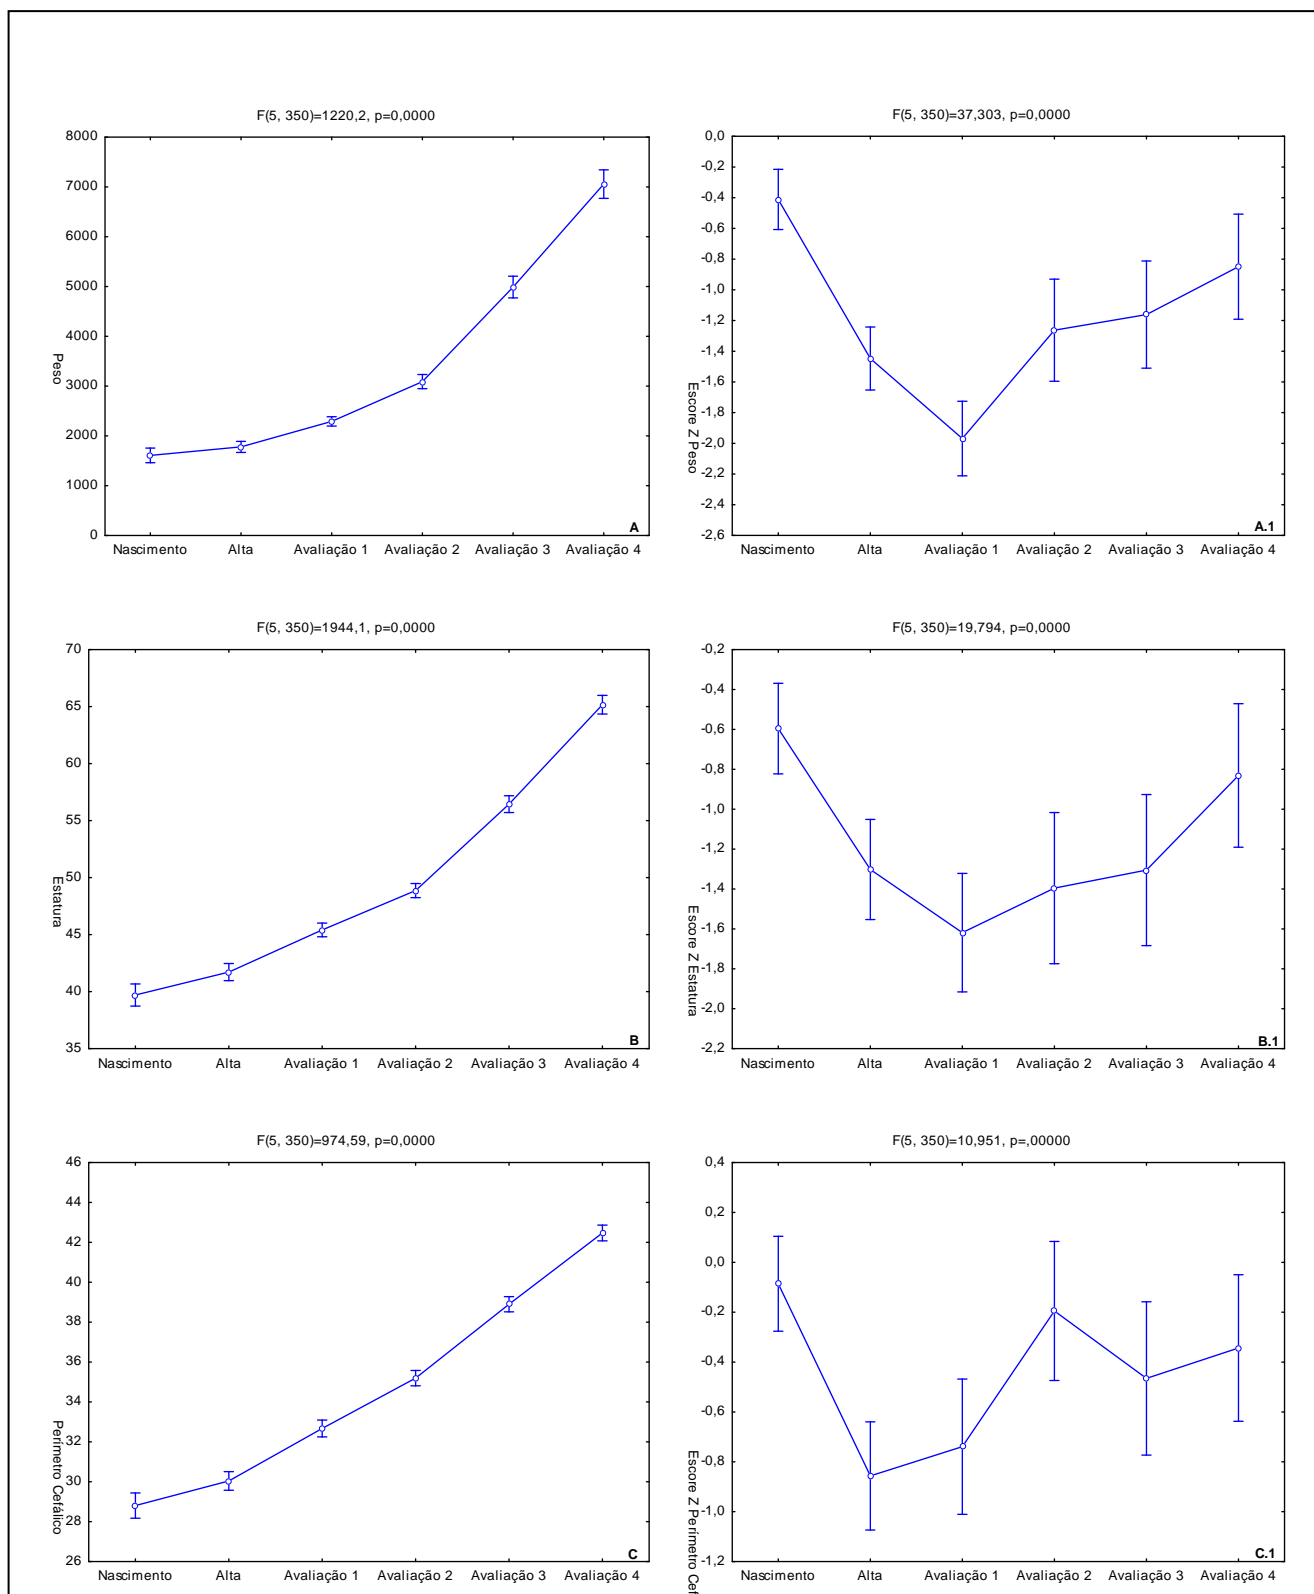 F(5, 350)=1220,2, p=0,0000
8000
7000
6000
5000
4000
3000
2000
1000
0
Peso
A
Nascimento Alta Avaliação 1 Avaliação 2 Avaliação 3 Avaliação 4
F(5, 350)=37,303, p=0,0000
0,0
-0,2
-0,4
-0,6
-0,8
-1,0
-1,2
-1,4
-1,6
-1,8
-2,0
-2,2
-2,4
-2,6
Escore Z Peso
A.1
Nascimento Alta Avaliação 1 Avaliação 2 Avaliação 3 Avaliação 4
F(5, 350)=1944,1, p=0,0000
70
65
60
55
50
45
40
35
Estatura
B
Nascimento Alta Avaliação 1 Avaliação 2 Avaliação 3 Avaliação 4
F(5, 350)=19,794, p=0,0000
-0,2
-0,4
-0,6
-0,8
-1,0
-1,2
-1,4
-1,6
-1,8
-2,0
-2,2
Escore Z Estatura
B.1
Nascimento Alta Avaliação 1 Avaliação 2 Avaliação 3 Avaliação 4
F(5, 350)=974,59, p=0,0000
46
44
42
40
38
36
34
32
30
28
26
Perímetro Cefálico
C
Nascimento Alta Avaliação 1 Avaliação 2 Avaliação 3 Avaliação 4
F(5, 350)=10,951, p=,00000
0,4
0,2
0,0
-0,2
-0,4
-0,6
-0,8
-1,0
-1,2
Escore Z Perímetro Cef
C.1
Nascimento Alta Avaliação 1 Avaliação 2 Avaliação 3 Avaliação 4